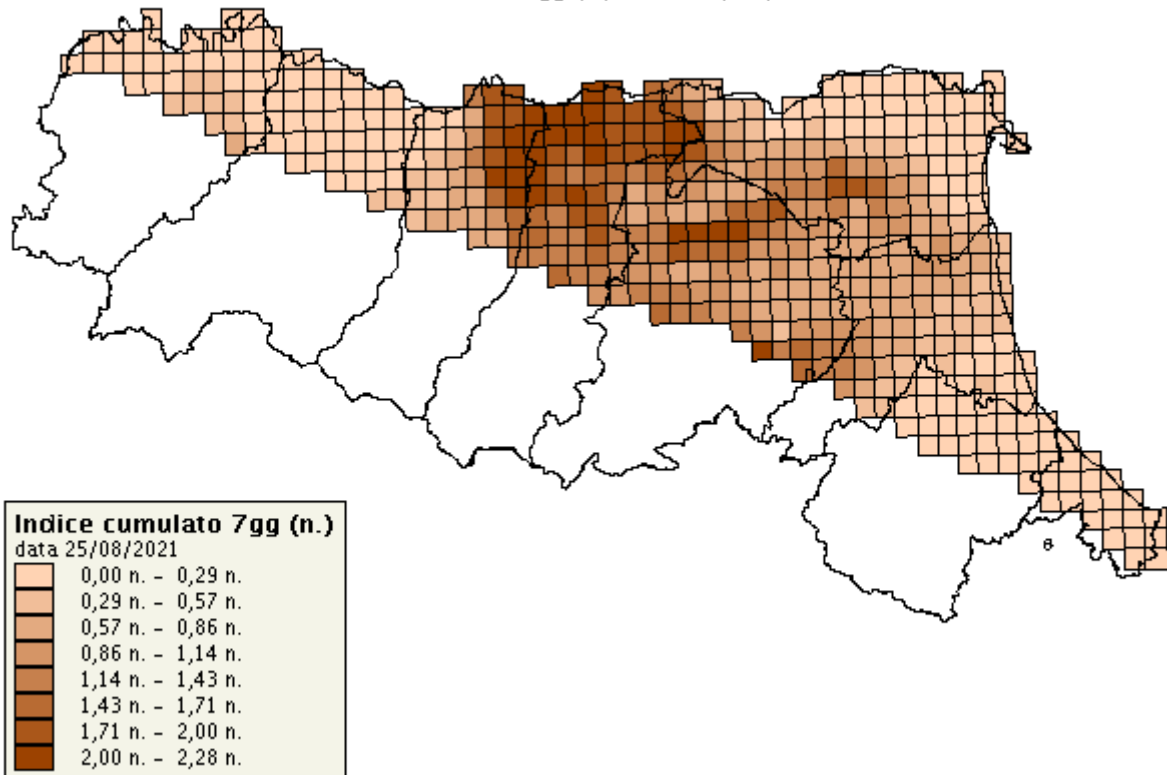 Indice cumulato 7gg (n.)
data 25/08/2021
0,00 n. - 0,29 n.
0,29 n. - 0,57 n.
0,57 n. - 0,86 n.
0,86 n. - 1,14 n.
1,14 n. - 1,43 n.
1,43 n. - 1,71 n.
1,71 n. - 2,00 n.
2,00 n. - 2,28 n.